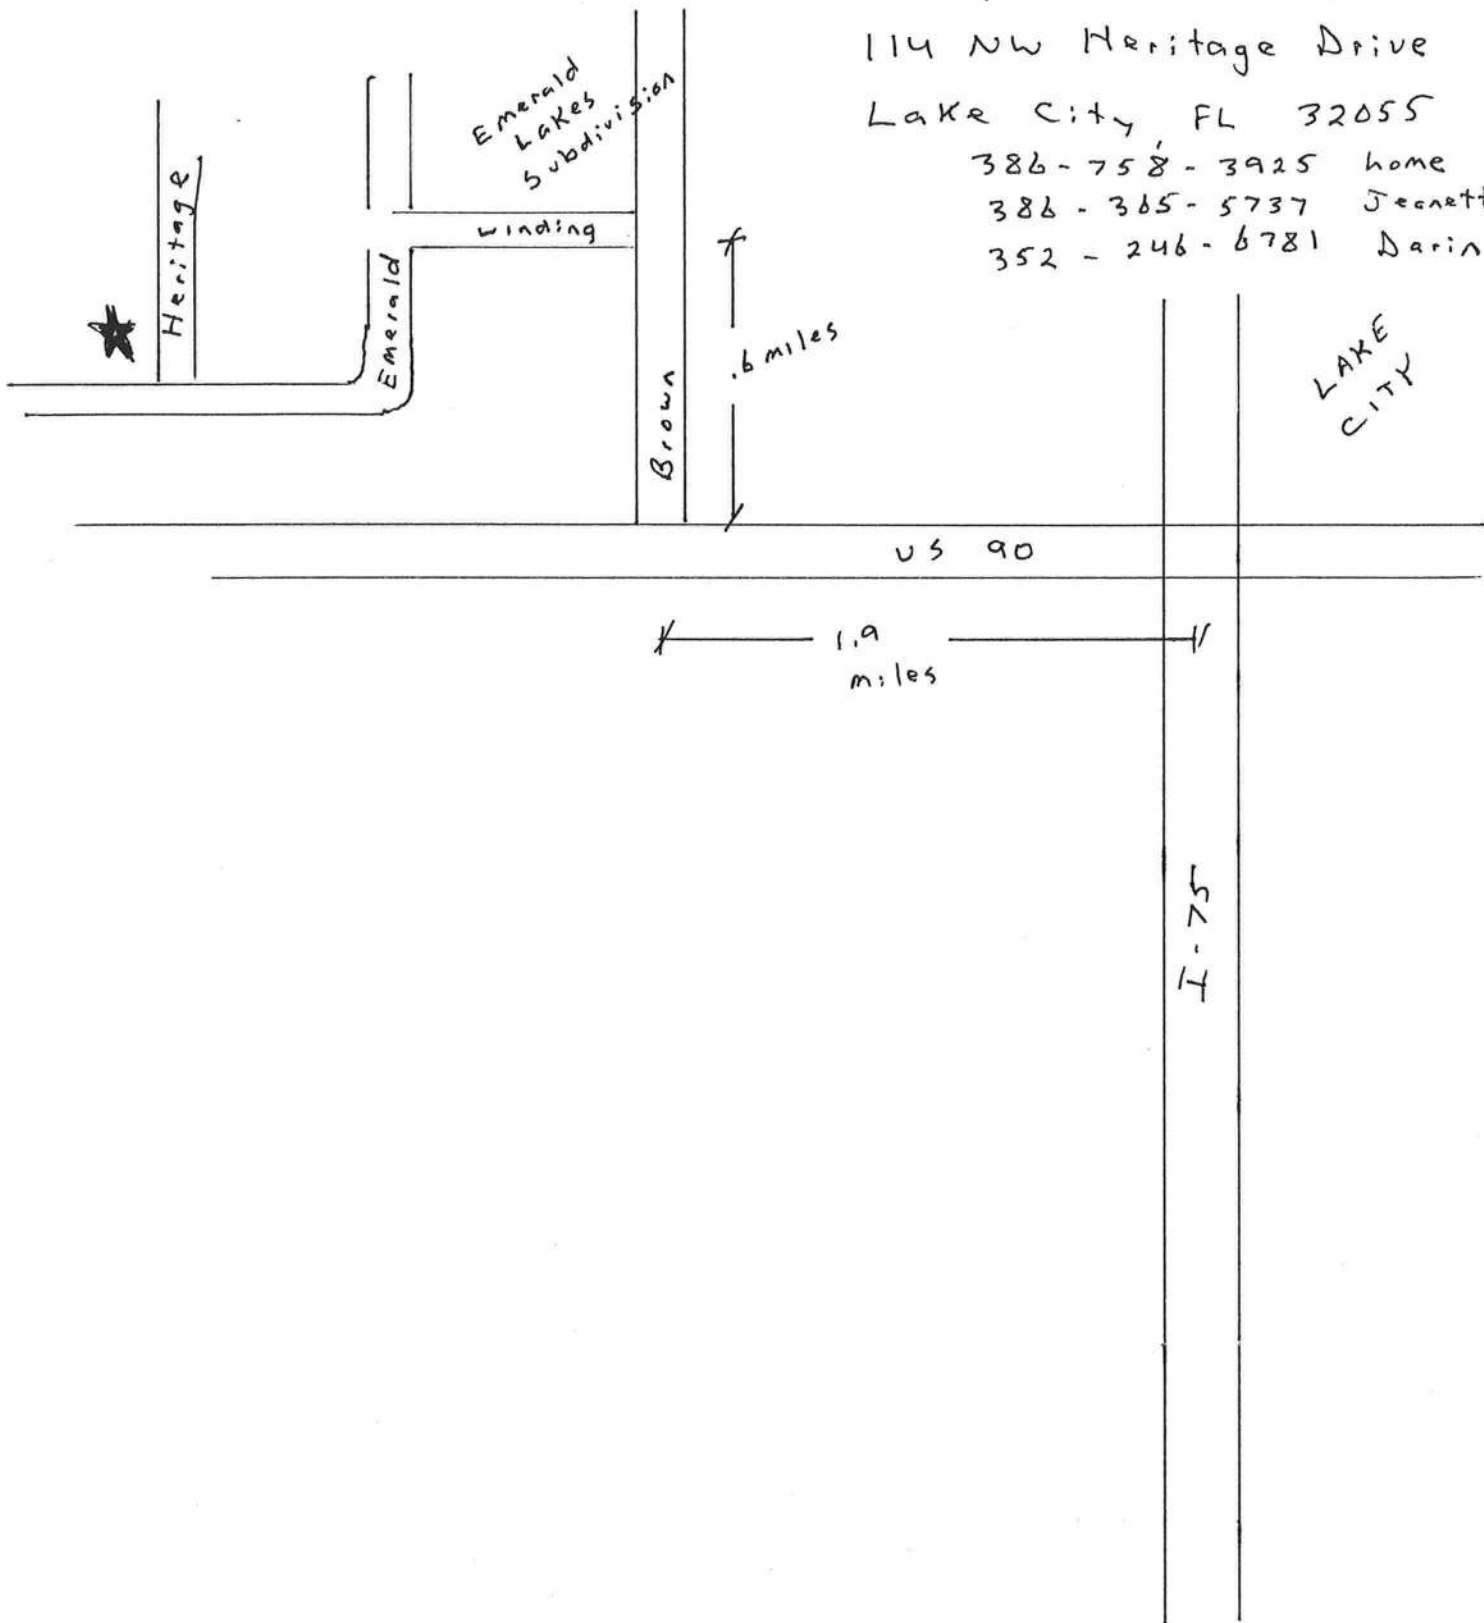 114 NW Heritage Drive
Lake City, FL 32055
386-758-3925 home
386-365-5737
352-246-6781 Darin
Emerald
Lakes
Subdivision
Heritage
winding
Emerald
.6 miles
Brown
LAKE
CITY
US 90
1.9
miles
I-75